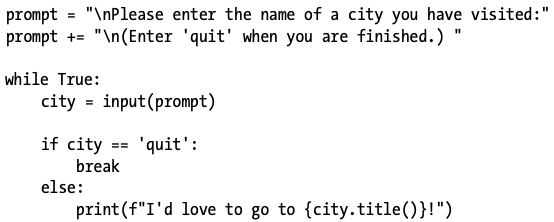 prompt = "\nPlease enter the name of a city you have visited:"
prompt += "\n(Enter 'quit' when you are finished.) "

while True:
    city = input(prompt)

    if city == 'quit':
        break
    else:
        print(f"I'd love to go to {city.title()}!")